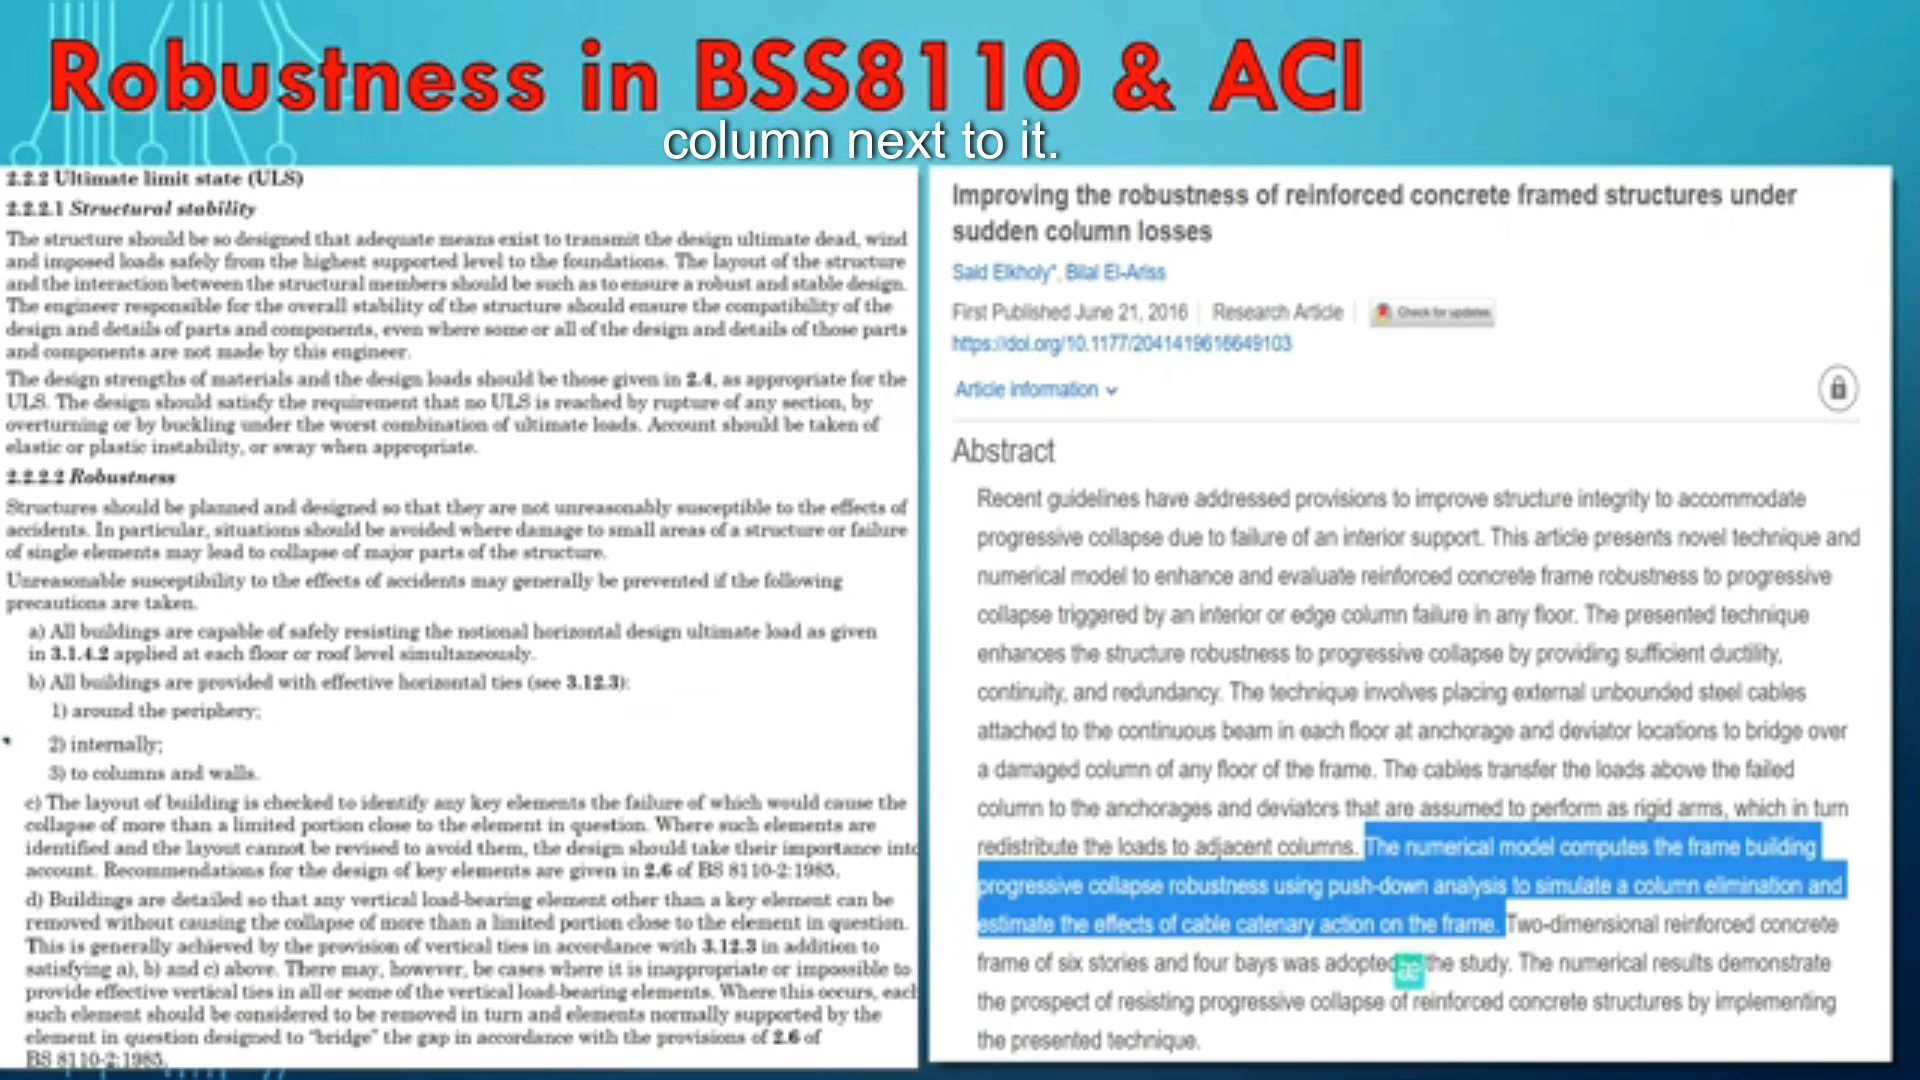 Robustness in BSS8110 & ACI
column next to it.
2.2.2 Ultimate limit state (ULS)
2.2.2.1 Structural stability
The structure should be so designed that adequate means exist to transmit the design ultimate dead, wind
and imposed loads safely from the highest supported level to the foundations. The layout of the structure
and the interaction between the structural members should be such as to ensure a robust and stable design.
The engineer responsible for the overall stability of the structure should ensure the compatibility of the
design and details of parts and components, even where some or all of the design and details of those parts
and components are not made by this engineer.
The design strengths of materials and the design loads should be those given in 2.4, as appropriate for the
ULS. The design should satisfy the requirement that no ULS is reached by rupture of any section, by
overturning or by buckling under the worst combination of ultimate loads. Account should be taken of
elastic or plastic instability, or sway when appropriate.
2.2.2.2 Robustness
Structures should be planned and designed so that they are not unreasonably susceptible to the effects of
accidents. In particular, situations should be avoided where damage to small areas of a structure or failure
of single elements may lead to collapse of major parts of the structure.
Unreasonable susceptibility to the effects of accidents may generally be prevented if the following
precautions are taken.
a) All buildings are capable of safely resisting the notional horizontal design ultimate load as given
in 3.1.4.2 applied at each floor or roof level simultaneously.
b) All buildings are provided with effective horizontal ties (see 3.12.3):
1) around the periphery;
2) internally;
3) to columns and walls.
c) The layout of building is checked to identify any key elements the failure of which would cause the
collapse of more than a limited portion close to the element in question. Where such elements are
identified and the layout cannot be revised to avoid them, the design should take their importance into
account. Recommendations for the design of key elements are given in 2.6 of BS 8110-2:1985.
d) Buildings are detailed so that any vertical load-bearing element other than a key element can be
removed without causing the collapse of more than a limited portion close to the element in question.
This is generally achieved by the provision of vertical ties in accordance with 3.12.3 in addition to
satisfying a), b) and c) above. There may, however, be cases where it is inappropriate or impossible to
provide effective vertical ties in all or some of the vertical load-bearing elements. Where this occurs, each
such element should be considered to be removed in turn and elements normally supported by the
element in question designed to "bridge" the gap in accordance with the provisions of 2.6 of
BS 8110-2:1985.
Improving the robustness of reinforced concrete framed structures under
sudden column losses
Said Elkholy*, Bilal El-Ariss
First Published June 21, 2016 Research Article Check for updates
https://doi.org/10.1177/2041419616649103
Article information
Abstract
Recent guidelines have addressed provisions to improve structure integrity to accommodate
progressive collapse due to failure of an interior support. This article presents novel technique and
numerical model to enhance and evaluate reinforced concrete frame robustness to progressive
collapse triggered by an interior or edge column failure in any floor. The presented technique
enhances the structure robustness to progressive collapse by providing sufficient ductility,
continuity, and redundancy. The technique involves placing external unbounded steel cables
attached to the continuous beam in each floor at anchorage and deviator locations to bridge over
a damaged column of any floor of the frame. The cables transfer the loads above the failed
column to the anchorages and deviators that are assumed to perform as rigid arms, which in turn
redistribute the loads to adjacent columns. The numerical model computes the frame building
progressive collapse robustness using push-down analysis to simulate a column elimination and
estimate the effects of cable catenary action on the frame. Two-dimensional reinforced concrete
frame of six stories and four bays was adopted æ the study. The numerical results demonstrate
the prospect of resisting progressive collapse of reinforced concrete structures by implementing
the presented technique.